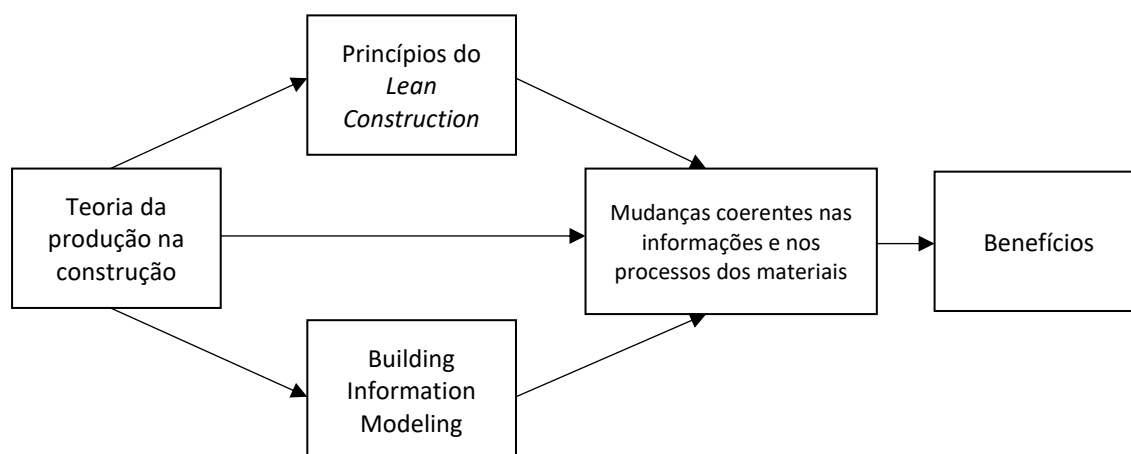 Princípios do
Lean
Construction
Teoria da
produção na
construção
Mudanças coerentes nas
informações e nos
processos dos materiais
Benefícios
Building
Information
Modeling